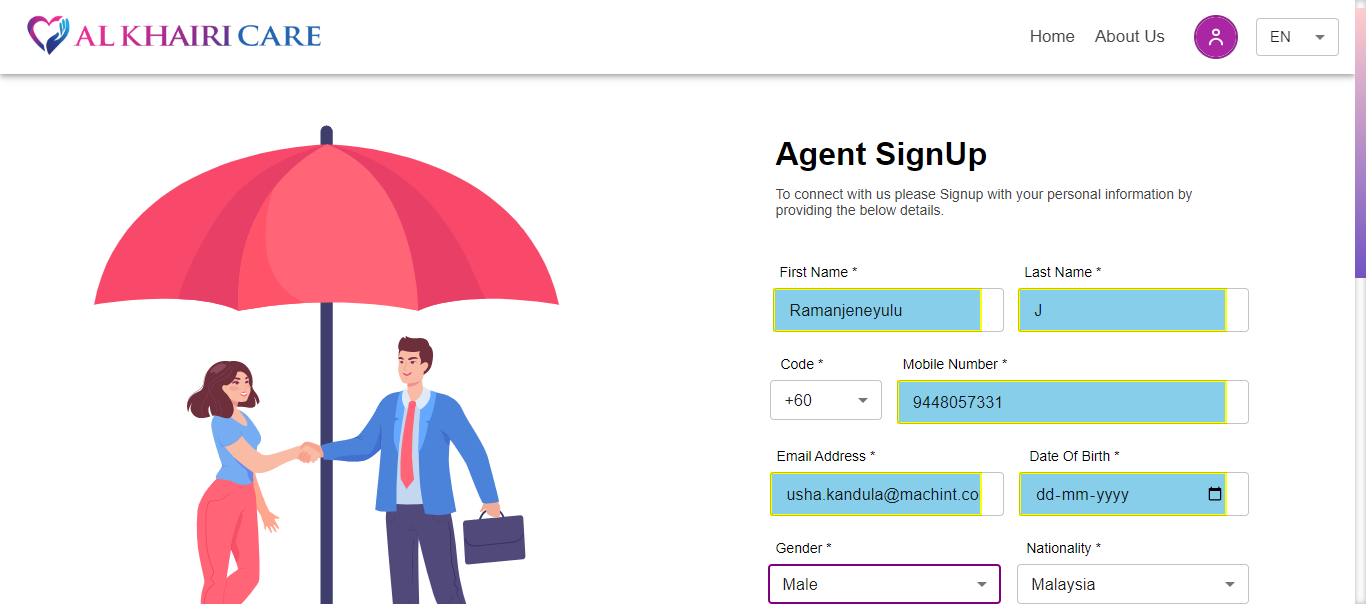 AL KHAIRI CARE
Home About Us EN
Agent SignUp
To connect with us please Signup with your personal information by
providing the below details.
First Name * Last Name *
Ramanjeneyulu J
Code * Mobile Number *
+60 9448057331
Email Address * Date Of Birth *
usha.kandula@machint.co dd-mm-yyyy
Gender * Nationality *
Male Malaysia